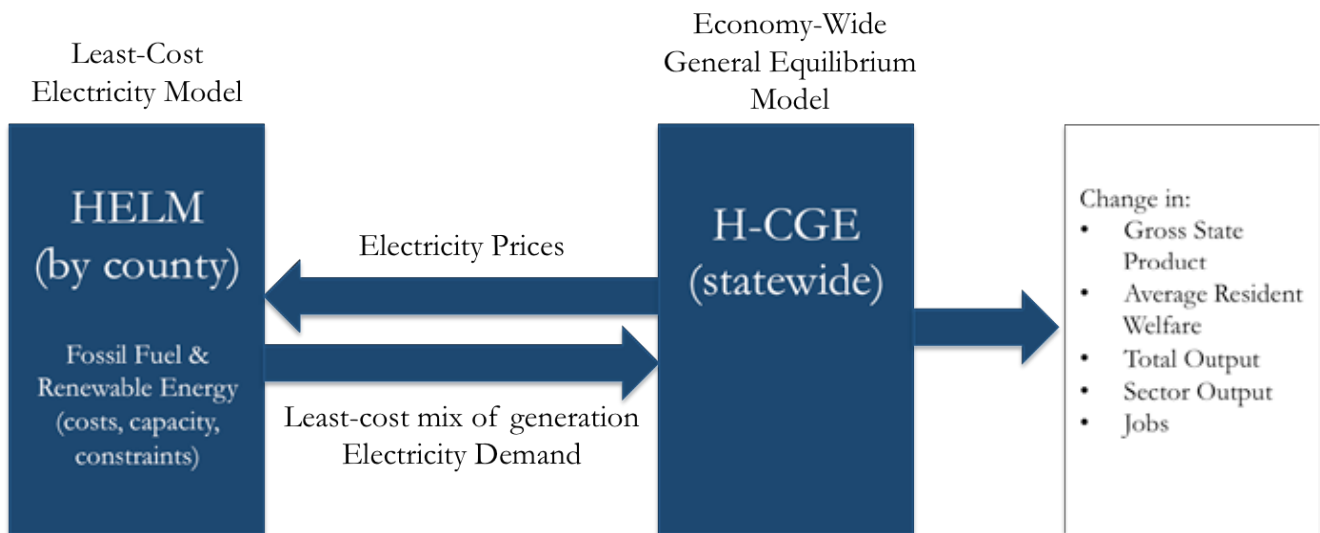 Least-Cost
Electricity Model
HELM
(by county)
Fossil Fuel &
Renewable Energy
(costs, capacity,
constraints)
Electricity Prices
Least-cost mix of generation
Electricity Demand
Economy-Wide
General Equilibrium
Model
H-CGE
(statewide)
Change in:
• Gross State
Product
• Average Resident
Welfare
• Total Output
• Sector Output
• Jobs